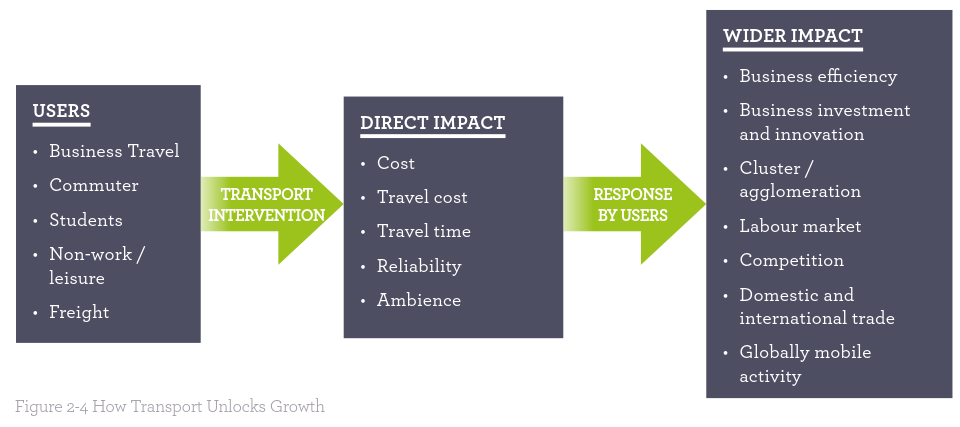 USERS
• Business Travel
• Commuter
• Students
• Non-work /
leisure
• Freight
TRANSPORT
INTERVENTION
DIRECT IMPACT
• Cost
• Travel cost
• Travel time
• Reliability
• Ambience
RESPONSE
BY USERS
WIDER IMPACT
• Business efficiency
• Business investment
and innovation
• Cluster /
agglomeration
• Labour market
• Competition
• Domestic and
international trade
• Globally mobile
activity
Figure 2-4 How Transport Unlocks Growth